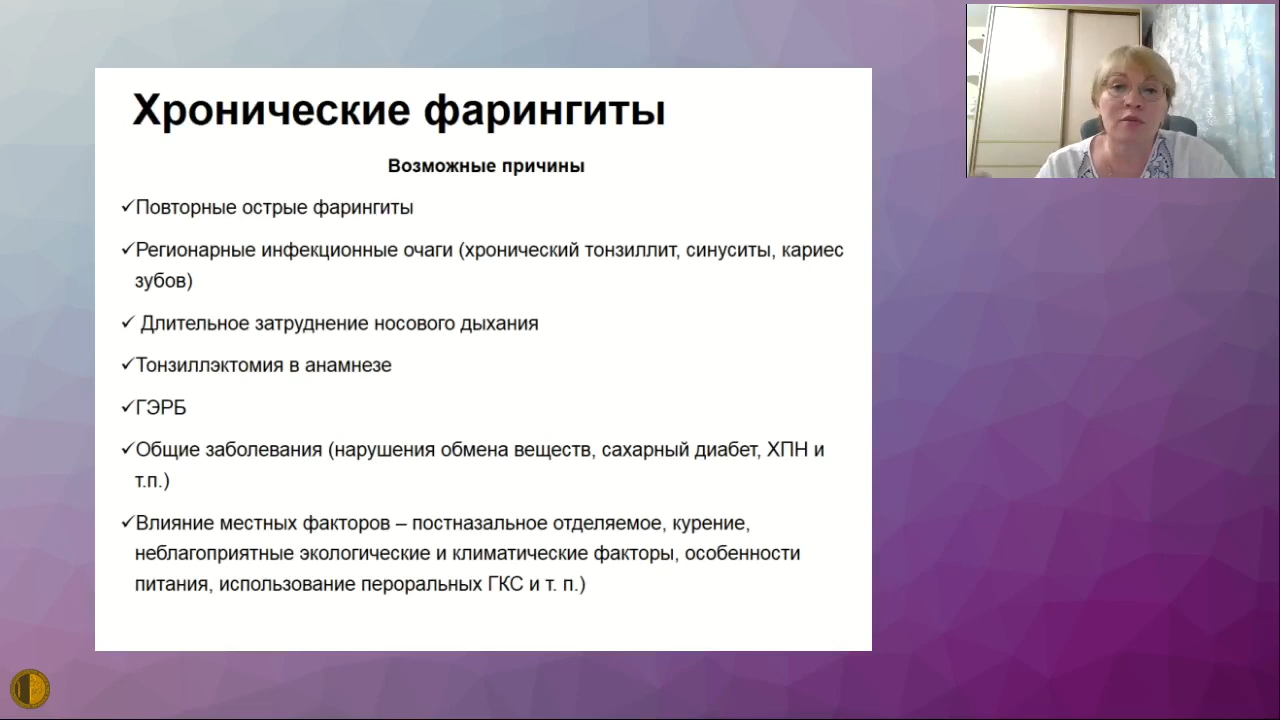 Хронические фарингиты
Возможные причины
✓Повторные острые фарингиты
✓Регионарные инфекционные очаги (хронический тонзиллит, синуситы, кариес
зубов)
✓ Длительное затруднение носового дыхания
✓Тонзиллэктомия в анамнезе
✓ГЭРБ
✓Общие заболевания (нарушения обмена веществ, сахарный диабет, ХПН и
т.п.)
✓Влияние местных факторов – постназальное отделяемое, курение,
неблагоприятные экологические и климатические факторы, особенности
питания, использование пероральных ГКС и т. п.)